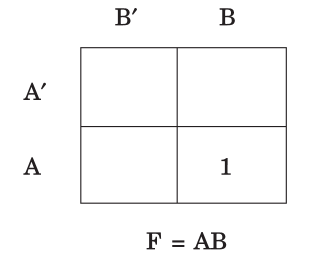 B′ B
A′
A 1
F = AB